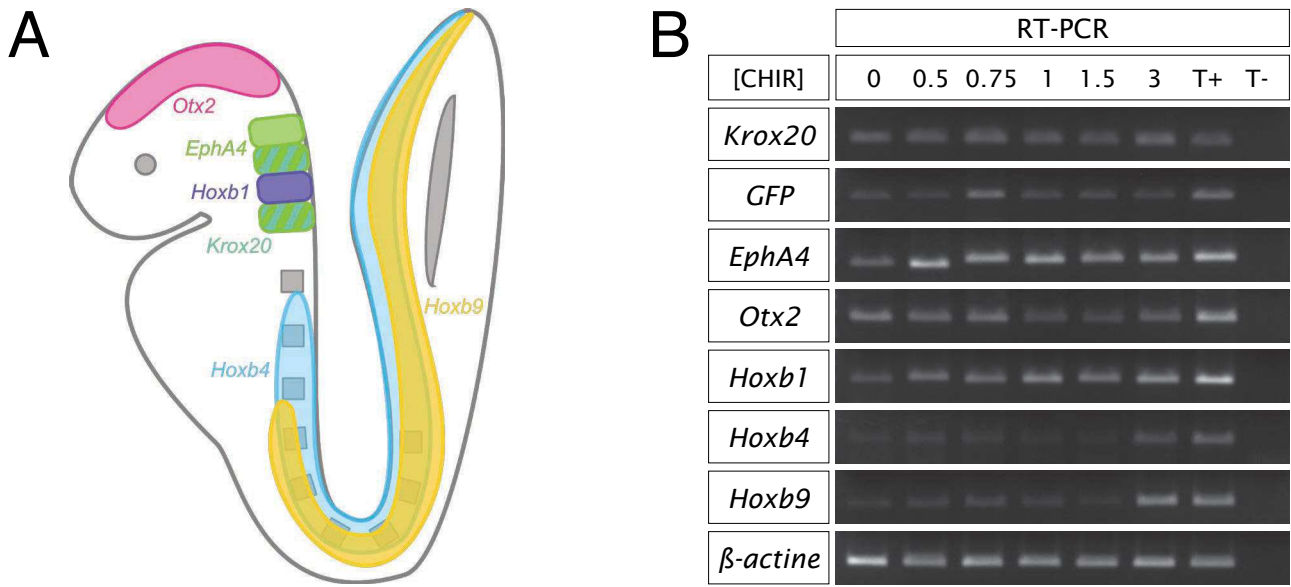 A
Otx2
EphA4
Hoxb1
Krox20
Hoxb4
Hoxb9
B
RT-PCR
[CHIR] 0 0.5 0.75 1 1.5 3 T+ T-
Krox20
GFP
EphA4
Otx2
Hoxb1
Hoxb4
Hoxb9
ß-actine